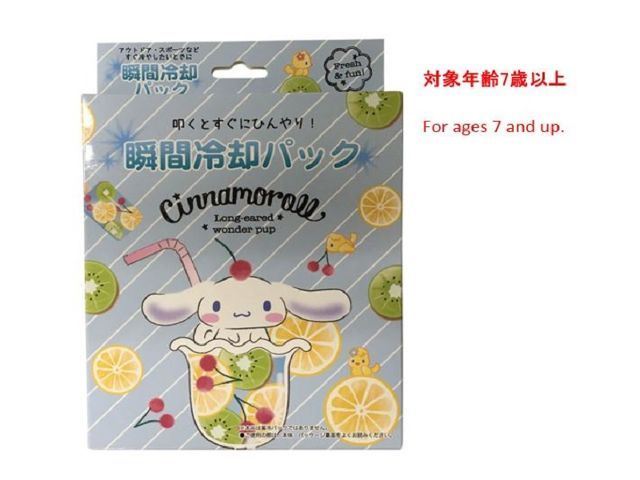 アウトドア・スポーツなど
すぐ冷やしたいときに
瞬間冷却
パック
Fresh
& fun!
叩くとすぐにひんやり！
瞬間冷却パック
Cinnamoroll
Long-eared
wonder pup
対象年齢7歳以上
For ages 7 and up.